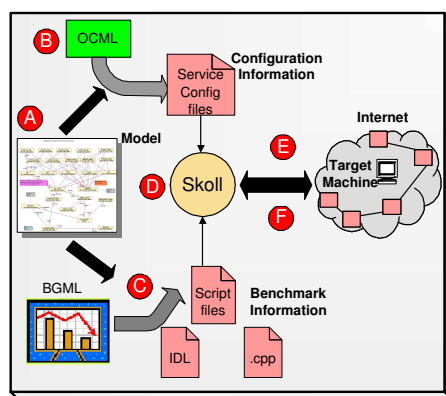 B
OCML
Configuration
Information
Service
Config
files
A
Model
Internet
E
Target
Machine
D
Skoll
F
C
BGML
Script
files
Benchmark
Information
IDL
.cpp